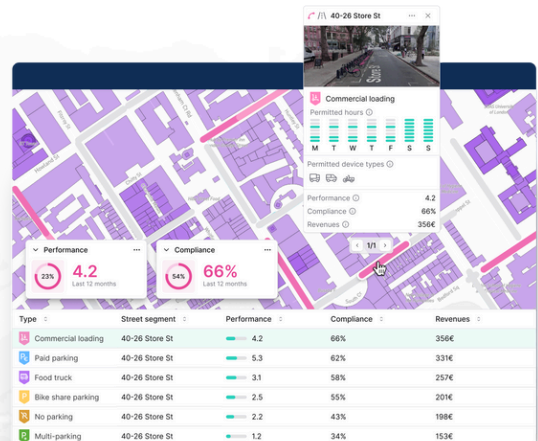 40-26 Store St
Store St
Commercial loading
Permitted hours
M T W T F S S
Permitted device types
Performance 4.2
Compliance 66%
Revenues 356€
1/1
Howland St
Performance
23%
4.2
Last 12 months
Compliance
54%
66%
Last 12 months
Type Street segment Performance Compliance Revenues
Commercial loading 40-26 Store St 4.2 66% 356€
Paid parking 40-26 Store St 5.3 62% 331€
Food truck 40-26 Store St 3.1 58% 257€
Bike share parking 40-26 Store St 2.5 55% 201€
No parking 40-26 Store St 2.2 43% 198€
Multi-parking 40-26 Store St 1.2 34% 153€